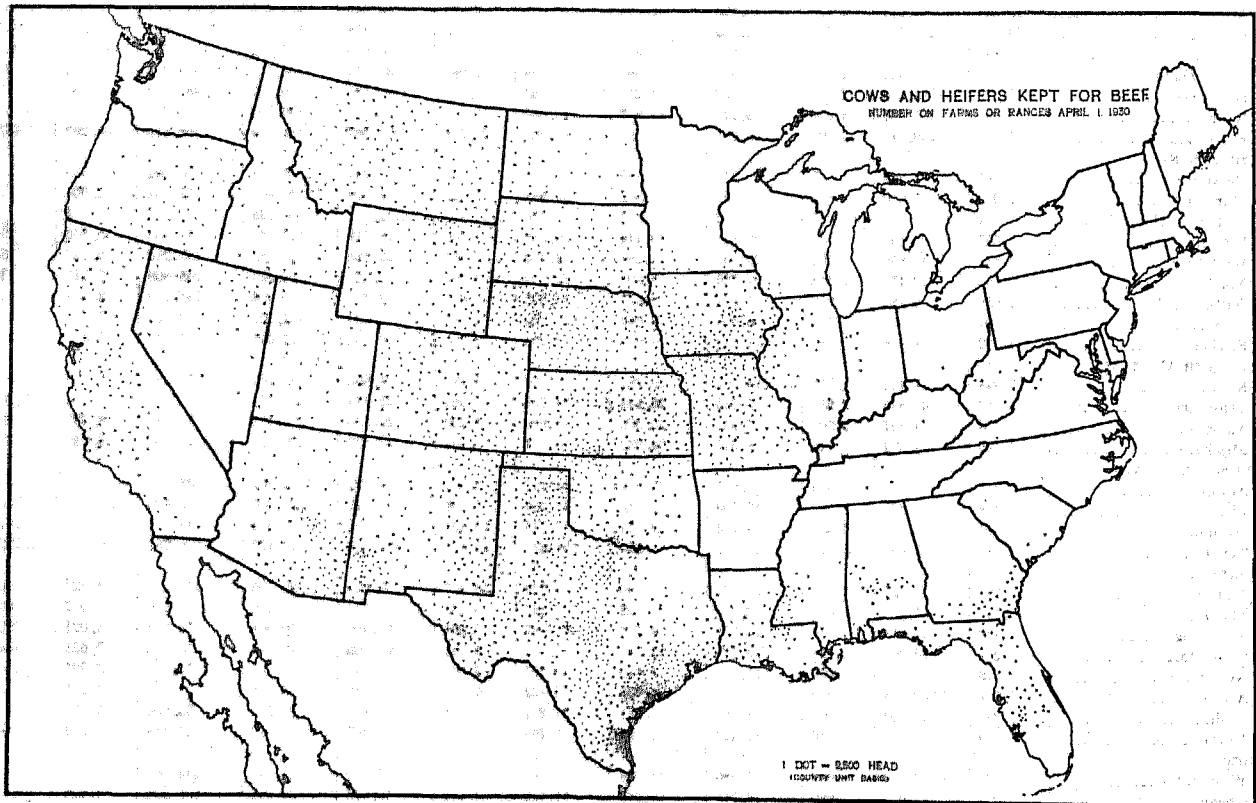 COWS AND HEIFERS KEPT FOR BEEF
NUMBER ON FARMS OR RANGES APRIL 1, 1930
1 DOT = 2,500 HEAD
(COUNTY UNIT BASIS)